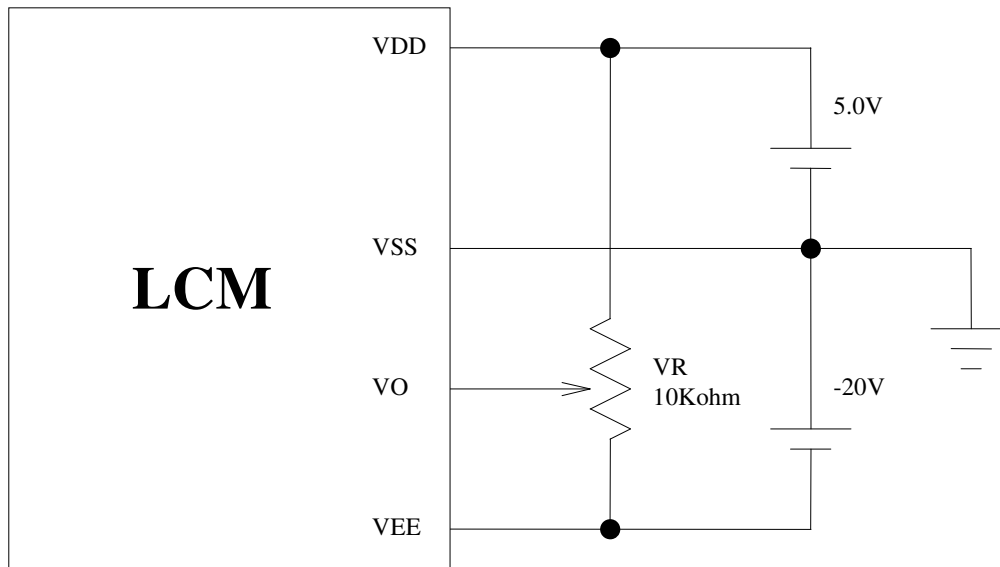 VDD
5.0V
VSS
LCM
VR
10Kohm
VO
-20V
VEE